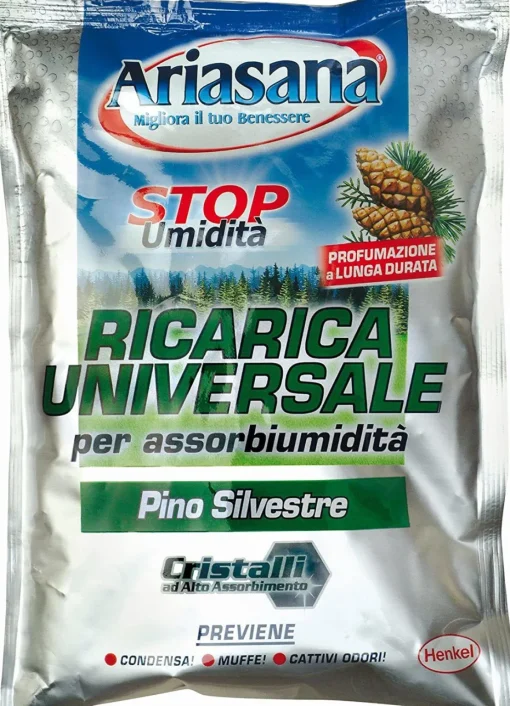 Ariasana®
Migliora il tuo Benessere
STOP
Umidità
PROFUMAZIONE
a LUNGA DURATA
RICARICA
UNIVERSALE
per assorbiumidità
Pino Silvestre
Cristalli
ad Alto Assorbimento
PREVIENE
● CONDENSA! ● MUFFE! ● CATTIVI ODORI!
Henkel